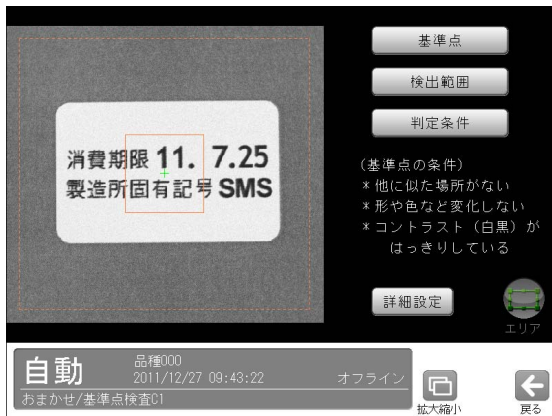 消費期限 11. 7.25
製造所固有記号 SMS
基準点
検出範囲
判定条件
(基準点の条件)
*他に似た場所がない
*形や色など変化しない
*コントラスト（白黒）が
はっきりしている
詳細設定
エリア
自動
品種000
2011/12/27 09:43:22
オフライン
おまかせ/基準点検査C1
拡大縮小
戻る